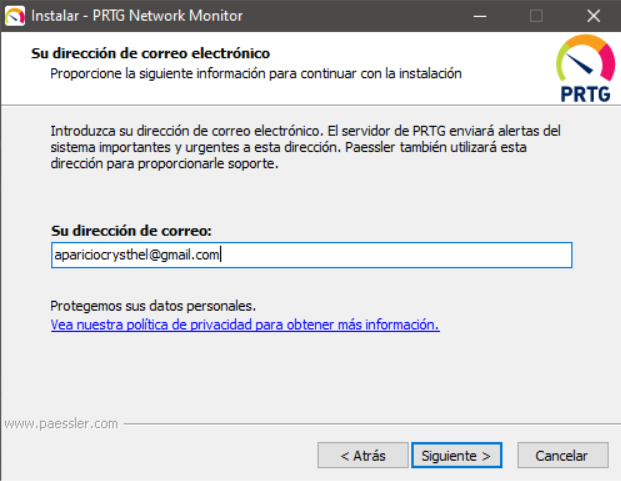 Instalar - PRTG Network Monitor
Su dirección de correo electrónico
Proporcione la siguiente información para continuar con la instalación
PRTG
Introduzca su dirección de correo electrónico. El servidor de PRTG enviará alertas del
sistema importantes y urgentes a esta dirección. Paessler también utilizará esta
dirección para proporcionarle soporte.
Su dirección de correo:
apariciocrysthel@gmail.com
Protegemos sus datos personales.
Vea nuestra política de privacidad para obtener más información.
www.paessler.com
< Atrás
Siguiente >
Cancelar